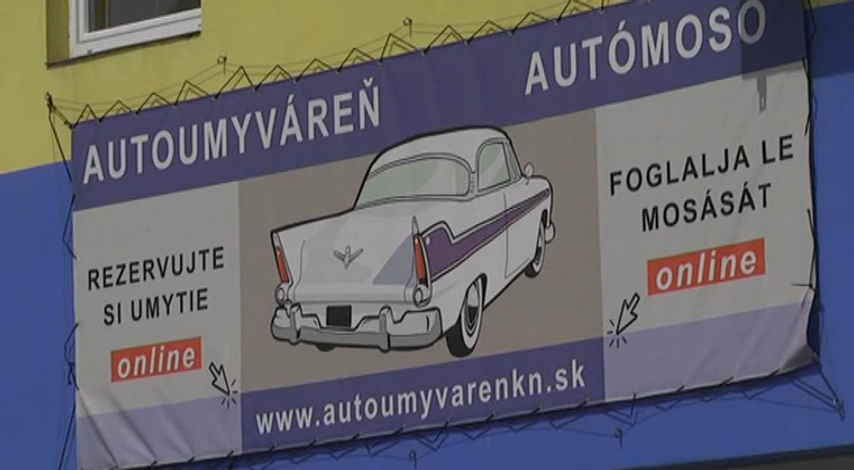 AUTOUMYVÁREŇ
AUTÓMOSÓ
REZERVUJTE
SI UMYTIE
online
FOGLALJA LE
MOSÁSÁT
online
www.autoumyvarenkn.sk